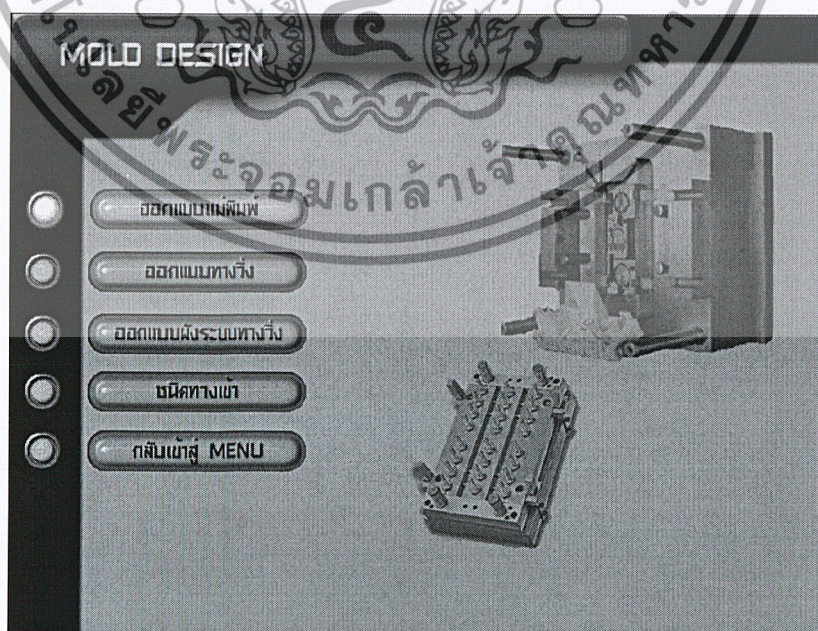 MOLD DESIGN
นโลยีพระจอมเกล้าเจ้าคุณทหาร
ออกแบบแม่พิมพ์
ออกแบบทางวิ่ง
ออกแบบผังระบบทางวิ่ง
ชนิดทางเข้า
กลับเข้าสู่ MENU